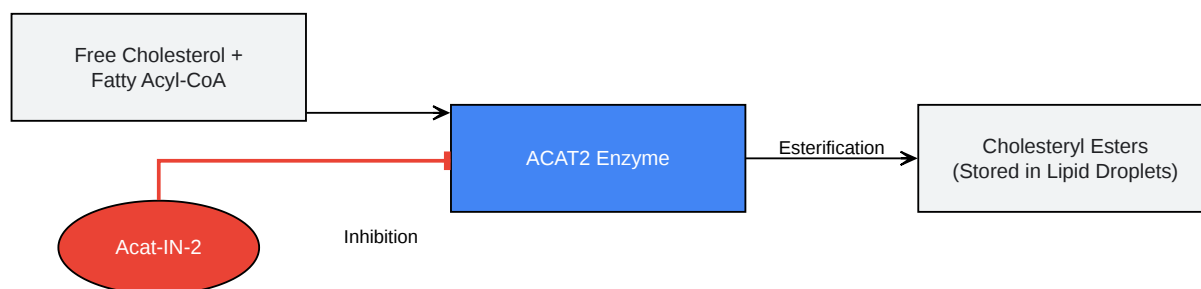 Free Cholesterol +
Fatty Acyl-CoA
ACAT2 Enzyme
Esterification
Cholesteryl Esters
(Stored in Lipid Droplets)
Acat-IN-2
Inhibition